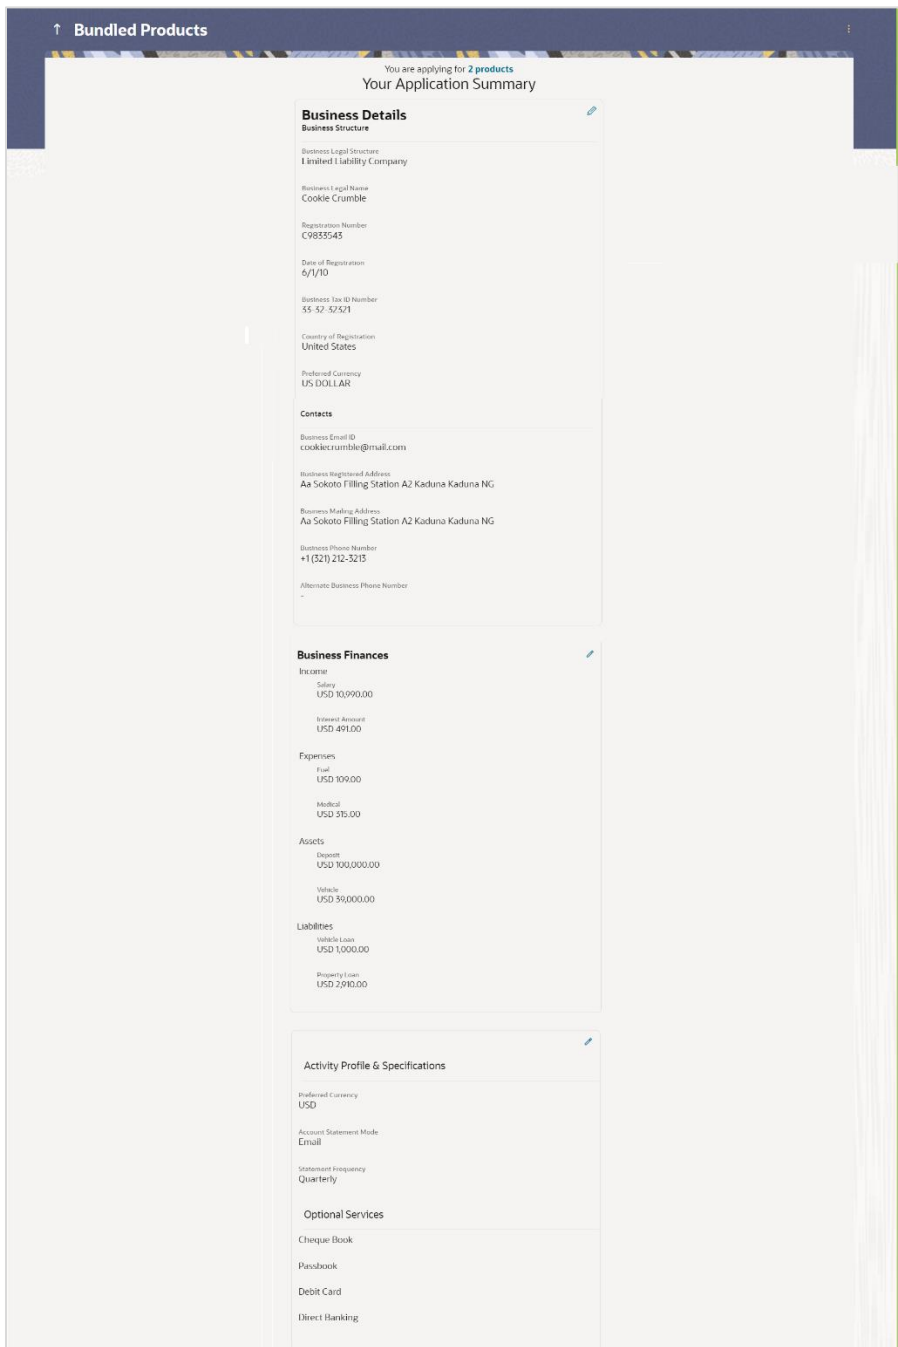 Bundled Products
You are applying for 2 products
Your Application Summary
Business Details
Business Structure
Business Legal Structure
Limited Liability Company
Business Legal Name
Cookie Crumble
Registration Number
C9833543
Date of Registration
6/1/10
Business Tax ID Number
33-32-32321
Country of Registration
United States
Preferred Currency
US DOLLAR
Contacts
Business Email ID
cookiecrumble@mail.com
Business Registered Address
Aa Sokoto Filling Station A2 Kaduna Kaduna NG
Business Mailing Address
Aa Sokoto Filling Station A2 Kaduna Kaduna NG
Business Phone Number
+1 (321) 212-3213
Alternate Business Phone Number
-
Business Finances
Income
Salary
USD 10,990.00
Interest Amount
USD 491.00
Expenses
Fuel
USD 109.00
Medical
USD 315.00
Assets
Deposit
USD 100,000.00
Vehicle
USD 39,000.00
Liabilities
Vehicle Loan
USD 1,000.00
Property Loan
USD 2,910.00
Activity Profile & Specifications
Preferred Currency
USD
Account Statement Mode
Email
Statement Frequency
Quarterly
Optional Services
Cheque Book
Passbook
Debit Card
Direct Banking